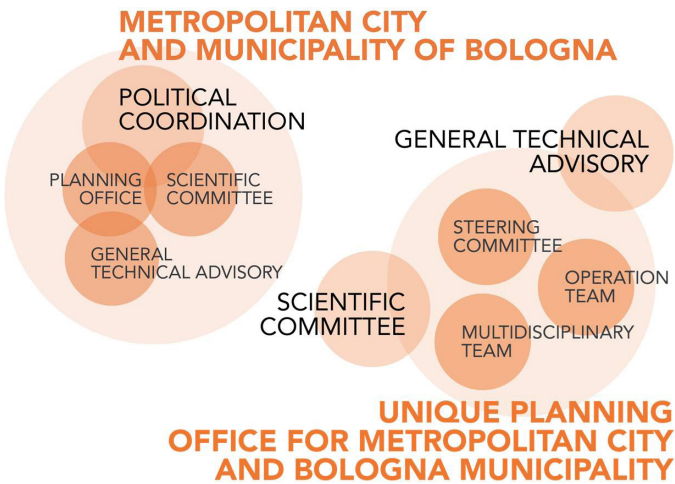 METROPOLITAN CITY
AND MUNICIPALITY OF BOLOGNA
POLITICAL
COORDINATION
PLANNING
OFFICE
SCIENTIFIC
COMMITTEE
GENERAL
TECHNICAL ADVISORY
GENERAL TECHNICAL
ADVISORY
STEERING
COMMITTEE
OPERATION
TEAM
SCIENTIFIC
COMMITTEE
MULTIDISCIPLINARY
TEAM
UNIQUE PLANNING
OFFICE FOR METROPOLITAN CITY
AND BOLOGNA MUNICIPALITY